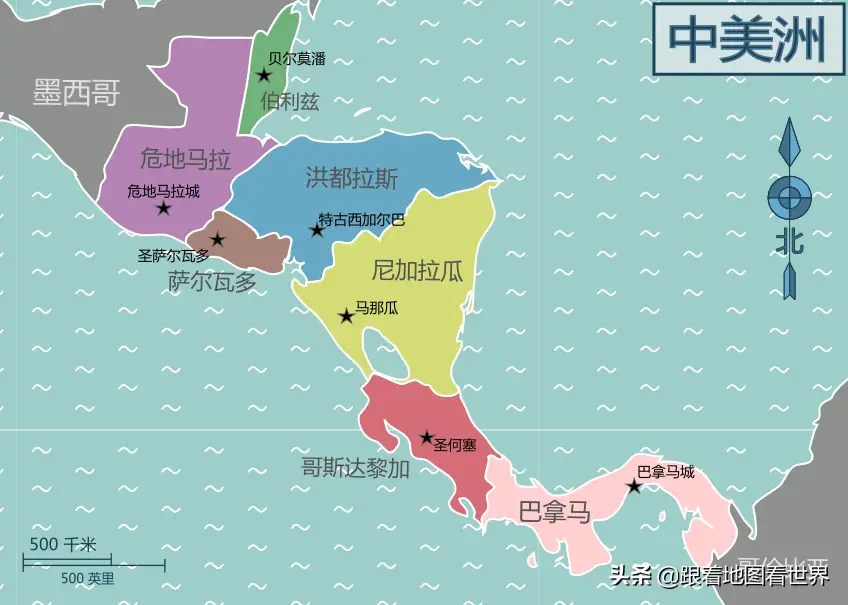 中美洲
贝尔莫潘
墨西哥
伯利兹
危地马拉
洪都拉斯
危地马拉城
特古西加尔巴
圣萨尔瓦多
萨尔瓦多
北
尼加拉瓜
马那瓜
圣何塞
哥斯达黎加
巴拿马城
巴拿马
500 千米
500 英里
哥伦比亚
头条 @跟着地图看世界